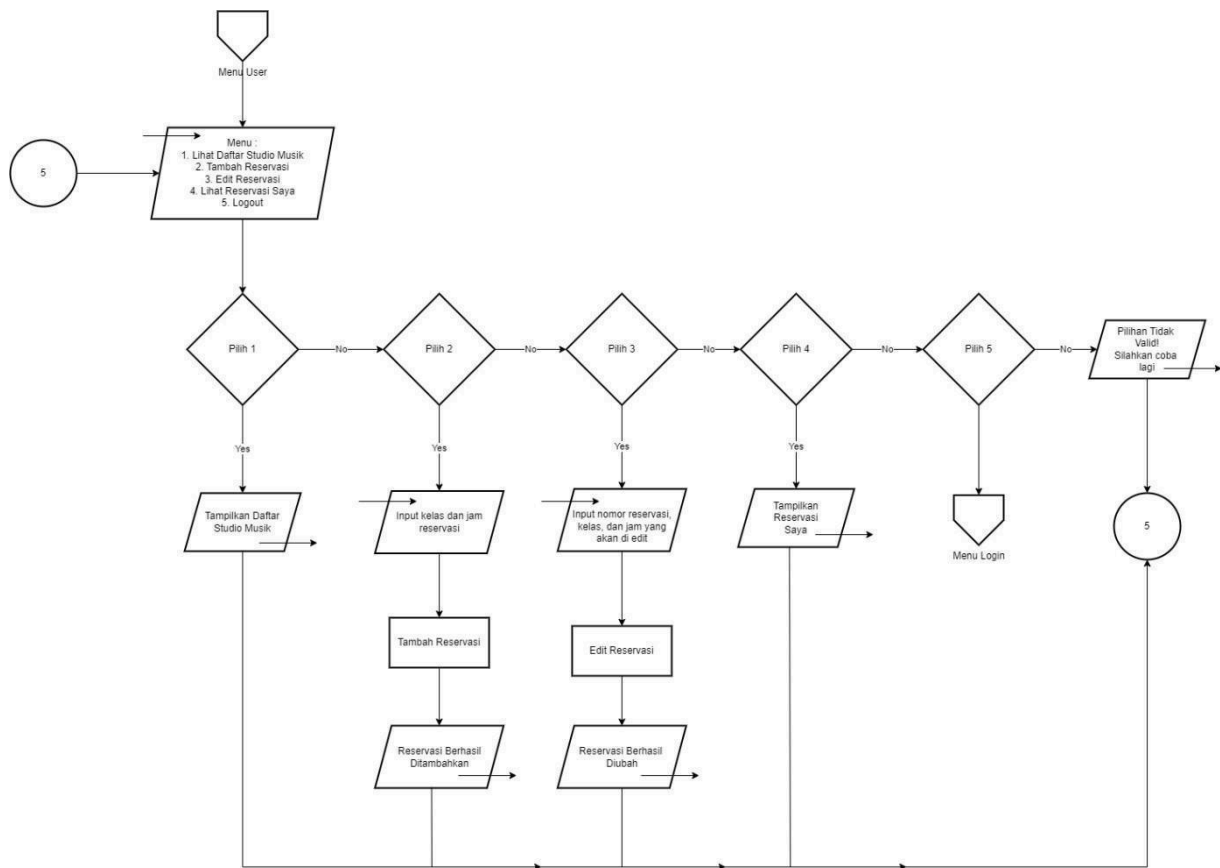 Menu User
Menu :
1. Lihat Daftar Studio Musik
2. Tambah Reservasi
3. Edit Reservasi
4. Lihat Reservasi Saya
5. Logout
5
Pilih 1
No
Pilih 2
No
Pilih 3
No
Pilih 4
No
Pilih 5
No
Pilihan Tidak
Valid!
Silahkan coba
lagi
Yes
Yes
Yes
Yes
Tampilkan Daftar
Studio Musik
Input kelas dan jam
reservasi
Input nomor reservasi,
kelas, dan jam yang
akan di edit
Tampilkan
Reservasi
Saya
Menu Login
5
Tambah Reservasi
Edit Reservasi
Reservasi Berhasil
Ditambahkan
Reservasi Berhasil
Diubah